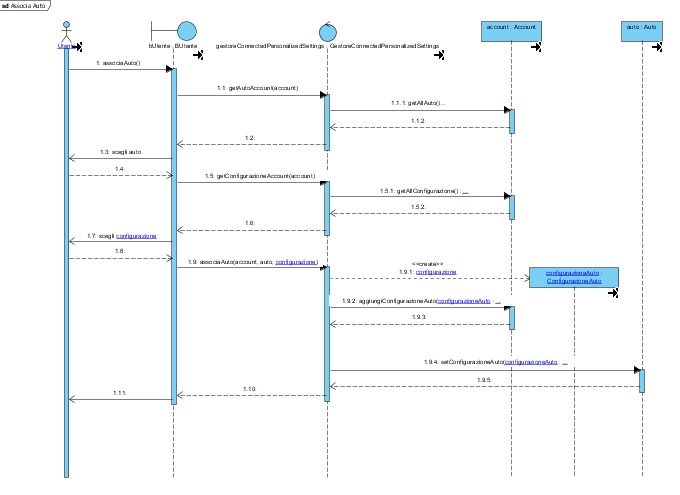 sd Associa Auto
Utente
bUtente : BUtente
gestoreConnectedPersonalizedSettings : GestoreConnectedPersonalizedSettings
account : Account
auto : Auto
1: associaAuto()
1.1: getAutoAccount(account)
1.1.1: getAllAuto()...
1.1.2:
1.2:
1.3: scegli auto
1.4:
1.5: getConfigurazioneAccount(account)
1.5.1: getAllConfigurazione() : ...
1.5.2:
1.6:
1.7: scegli configurazione
1.8:
1.9: associaAuto(account, auto, configurazione)
<<create>>
1.9.1: configurazione
configurazioneAuto :
ConfigurazioneAuto
1.9.2: aggiungiConfigurazioneAuto(configurazioneAuto : ...
1.9.3:
1.9.4: setConfigurazioneAuto(configurazioneAuto : ...
1.9.5:
1.10:
1.11: